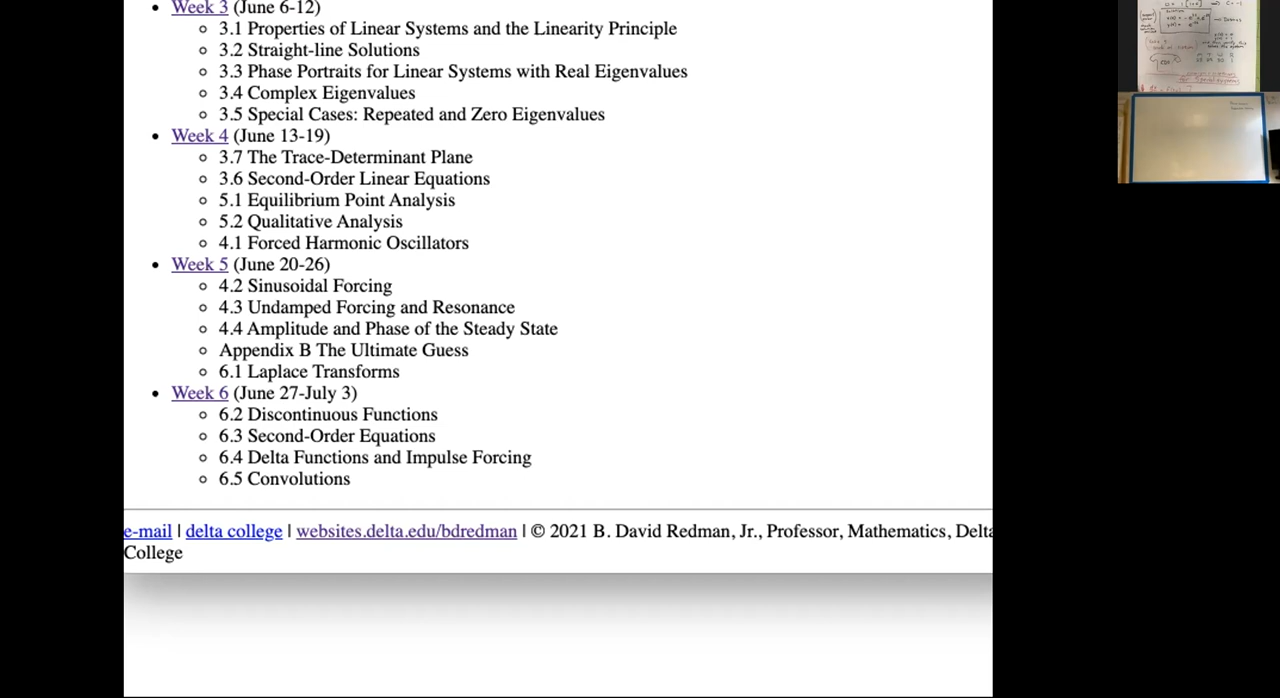 Week 3 (June 6-12)
3.1 Properties of Linear Systems and the Linearity Principle
3.2 Straight-line Solutions
3.3 Phase Portraits for Linear Systems with Real Eigenvalues
3.4 Complex Eigenvalues
3.5 Special Cases: Repeated and Zero Eigenvalues
Week 4 (June 13-19)
3.7 The Trace-Determinant Plane
3.6 Second-Order Linear Equations
5.1 Equilibrium Point Analysis
5.2 Qualitative Analysis
4.1 Forced Harmonic Oscillators
Week 5 (June 20-26)
4.2 Sinusoidal Forcing
4.3 Undamped Forcing and Resonance
4.4 Amplitude and Phase of the Steady State
Appendix B The Ultimate Guess
6.1 Laplace Transforms
Week 6 (June 27-July 3)
6.2 Discontinuous Functions
6.3 Second-Order Equations
6.4 Delta Functions and Impulse Forcing
6.5 Convolutions
e-mail | delta college | websites.delta.edu/bdredman | © 2021 B. David Redman, Jr., Professor, Mathematics, Delta
College